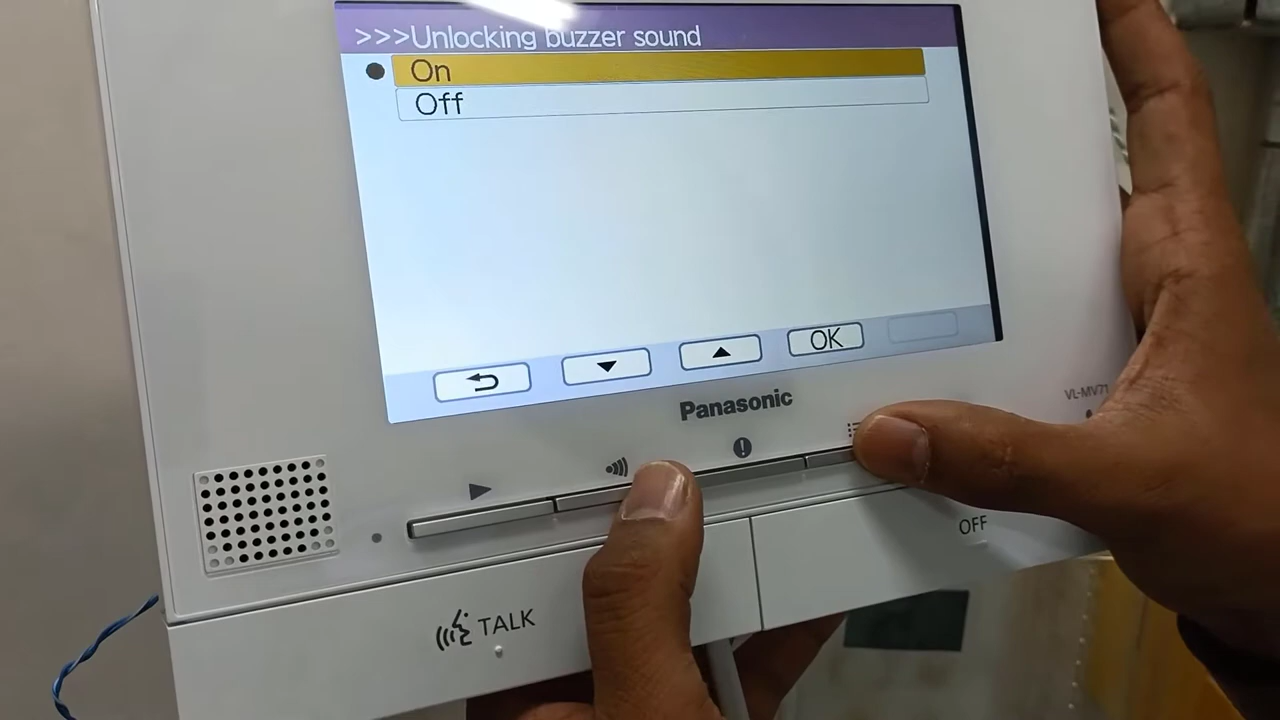 >>>Unlocking buzzer sound
On
Off
OK
Panasonic
VL-MV71
OFF
TALK